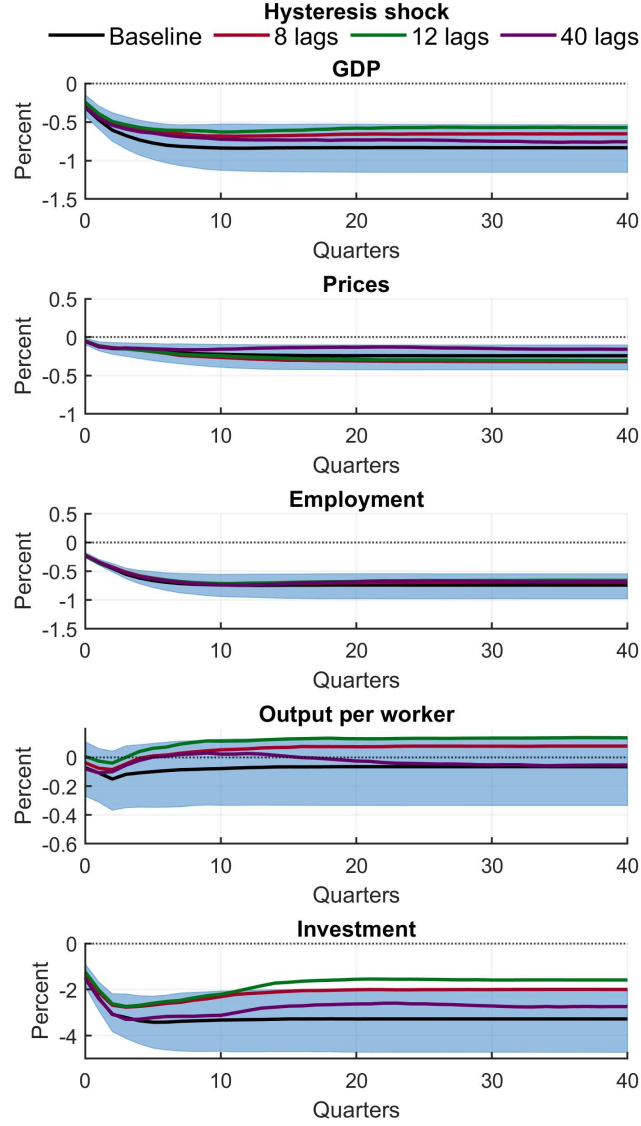 Hysteresis shock
Baseline 8 lags 12 lags 40 lags
GDP
0
-0.5
-1
-1.5
Percent
0 10 20 30 40
Quarters
Prices
0.5
0
-0.5
-1
Percent
0 10 20 30 40
Quarters
Employment
0.5
0
-0.5
-1
-1.5
Percent
0 10 20 30 40
Quarters
Output per worker
0
-0.2
-0.4
-0.6
Percent
0 10 20 30 40
Quarters
Investment
0
-2
-4
Percent
0 10 20 30 40
Quarters